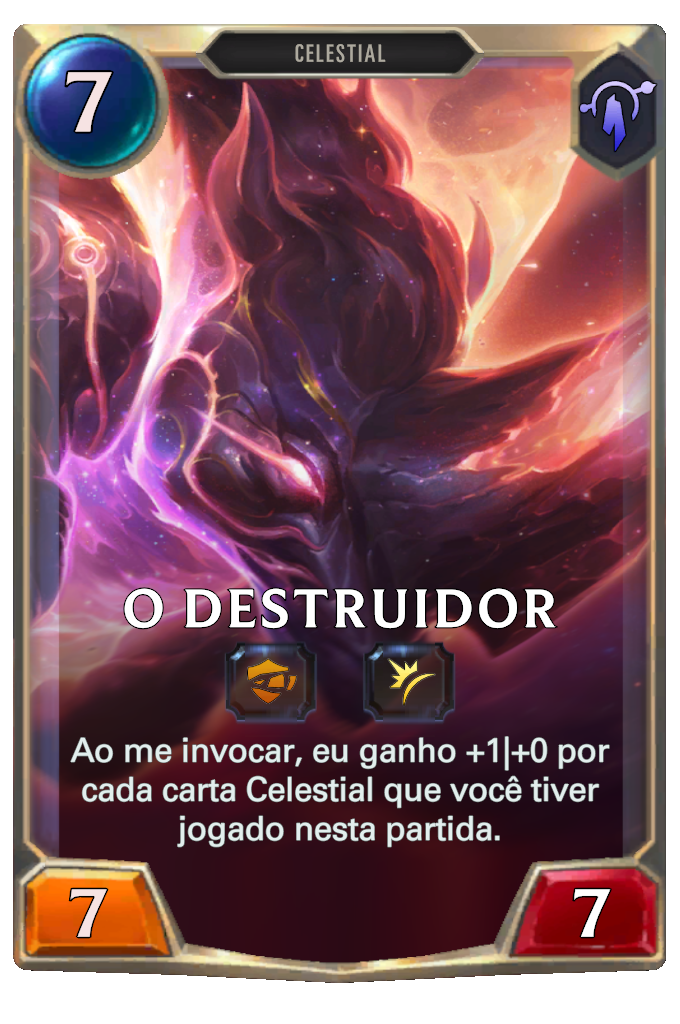 CELESTIAL
7
O DESTRUIDOR
Ao me invocar, eu ganho +1|+0 por
cada carta Celestial que você tiver
jogado nesta partida.
7
7